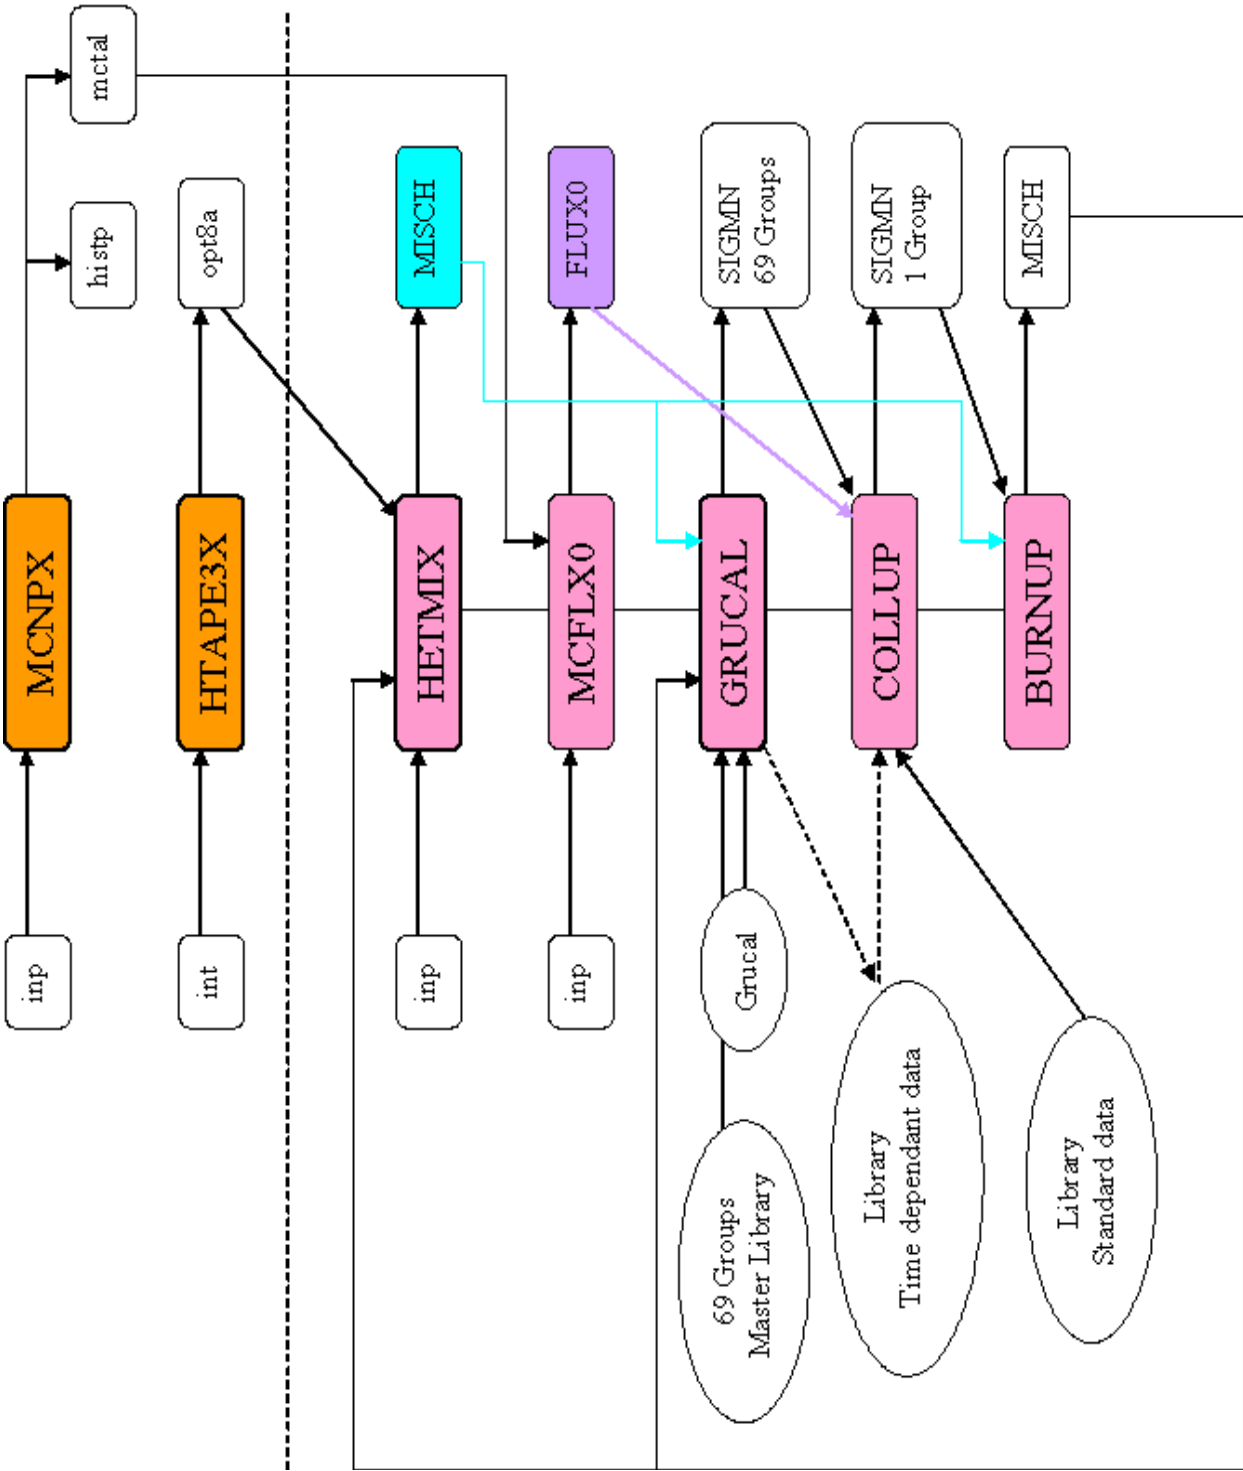 inp
MCNPX
histp
mctal
int
HTAPE3X
opt8a
inp
HETMIX
MISCH
inp
MCFLX0
FLUX0
69 Groups
Master Library
Grucal
GRUCAL
SIGMN
69 Groups
Library
Time dependant data
COLLUP
SIGMN
1 Group
Library
Standard data
BURNUP
MISCH